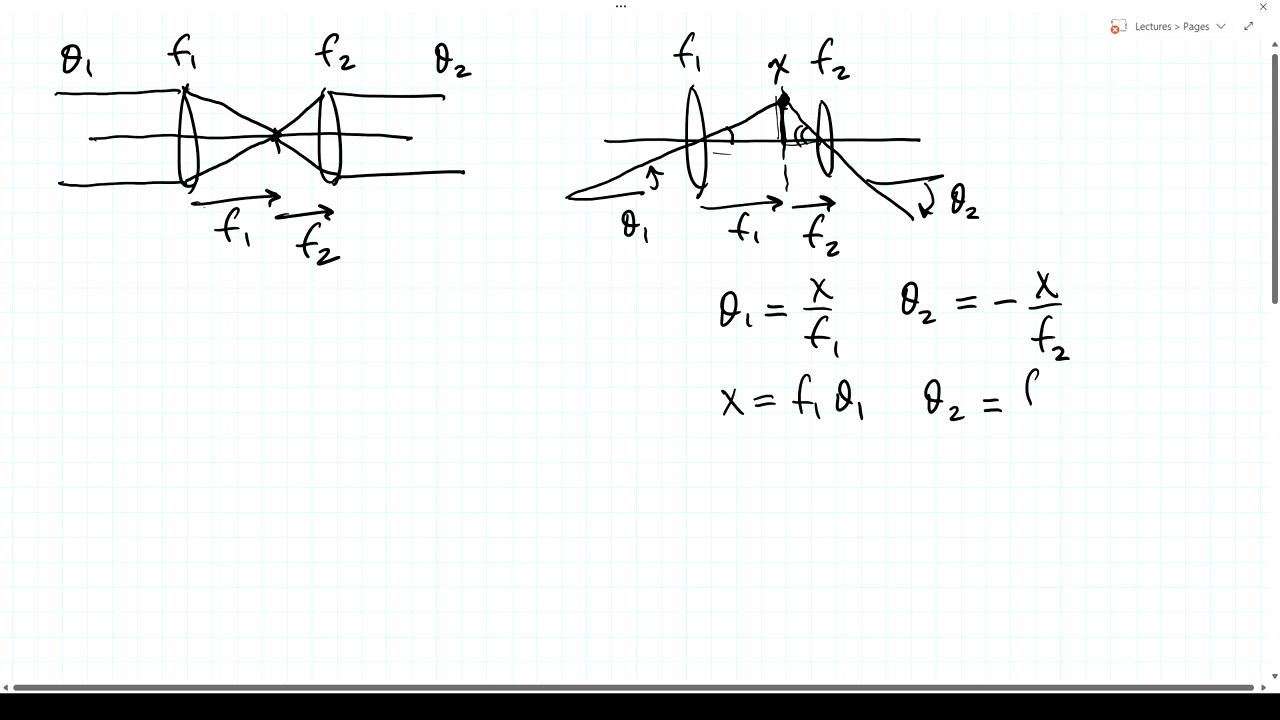 Lectures > Pages
θ₁ f₁ f₂ θ₂
f₁ x f₂
f₁ f₂
θ₁ f₁ f₂ θ₂
θ₁ = x/f₁ θ₂ = - x/f₂
x = f₁ θ₁ θ₂ =